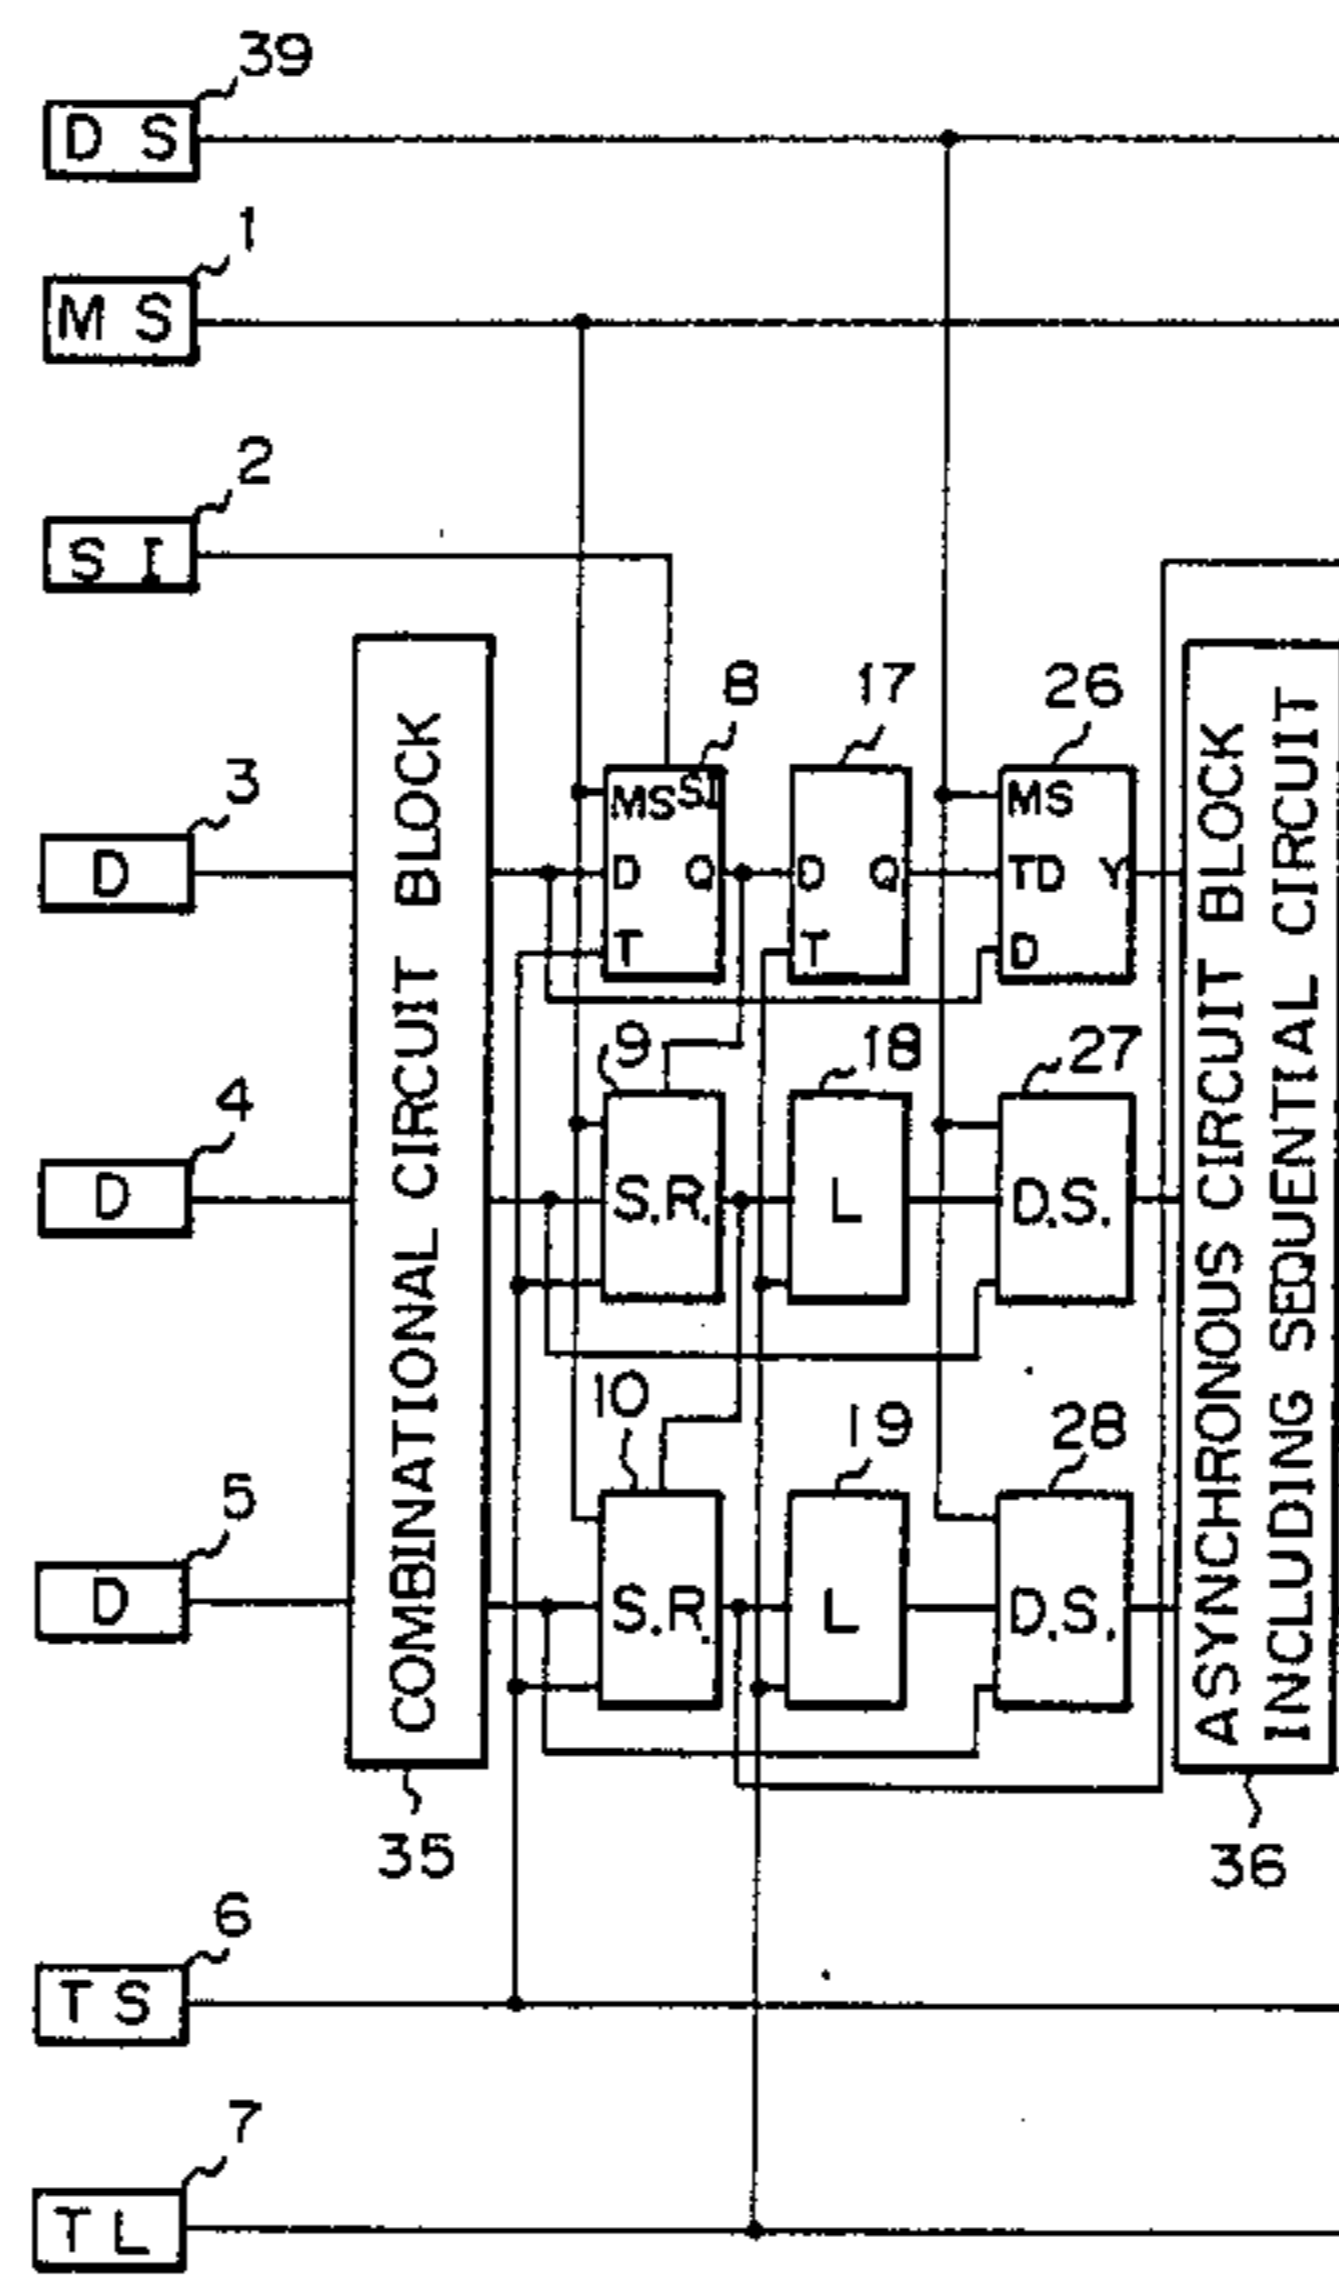 39
D S
1
M S
2
S I
8
17
26
3
D
MS SI
D Q
T
D Q
T
MS
TD Y
D
9
18
27
4
D
S.R.
L
D.S.
10
19
28
5
D
S.R.
L
D.S.
COMBINATIONAL CIRCUIT BLOCK
ASYNCHRONOUS CIRCUIT BLOCK
INCLUDING SEQUENTIAL CIRCUIT
35
36
6
T S
7
T L